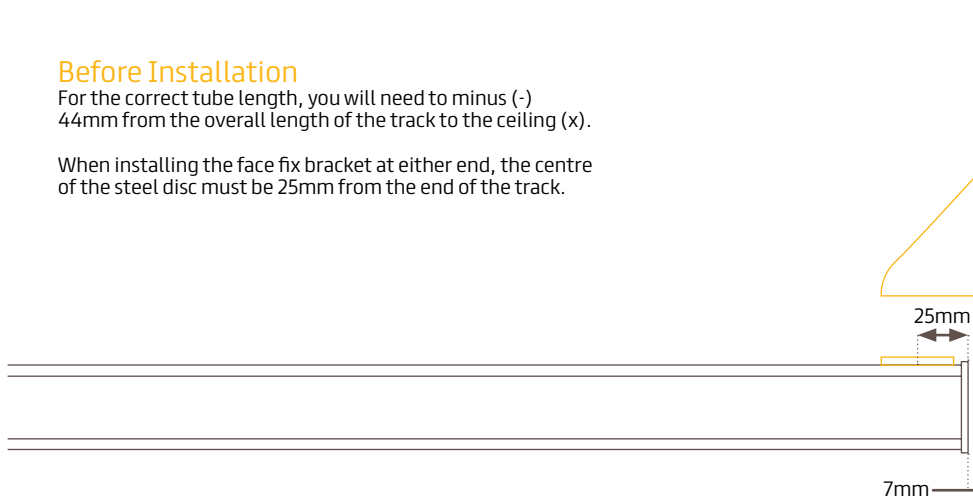 Before Installation
For the correct tube length, you will need to minus (-)
44mm from the overall length of the track to the ceiling (x).
When installing the face fix bracket at either end, the centre
of the steel disc must be 25mm from the end of the track.
25mm
7mm